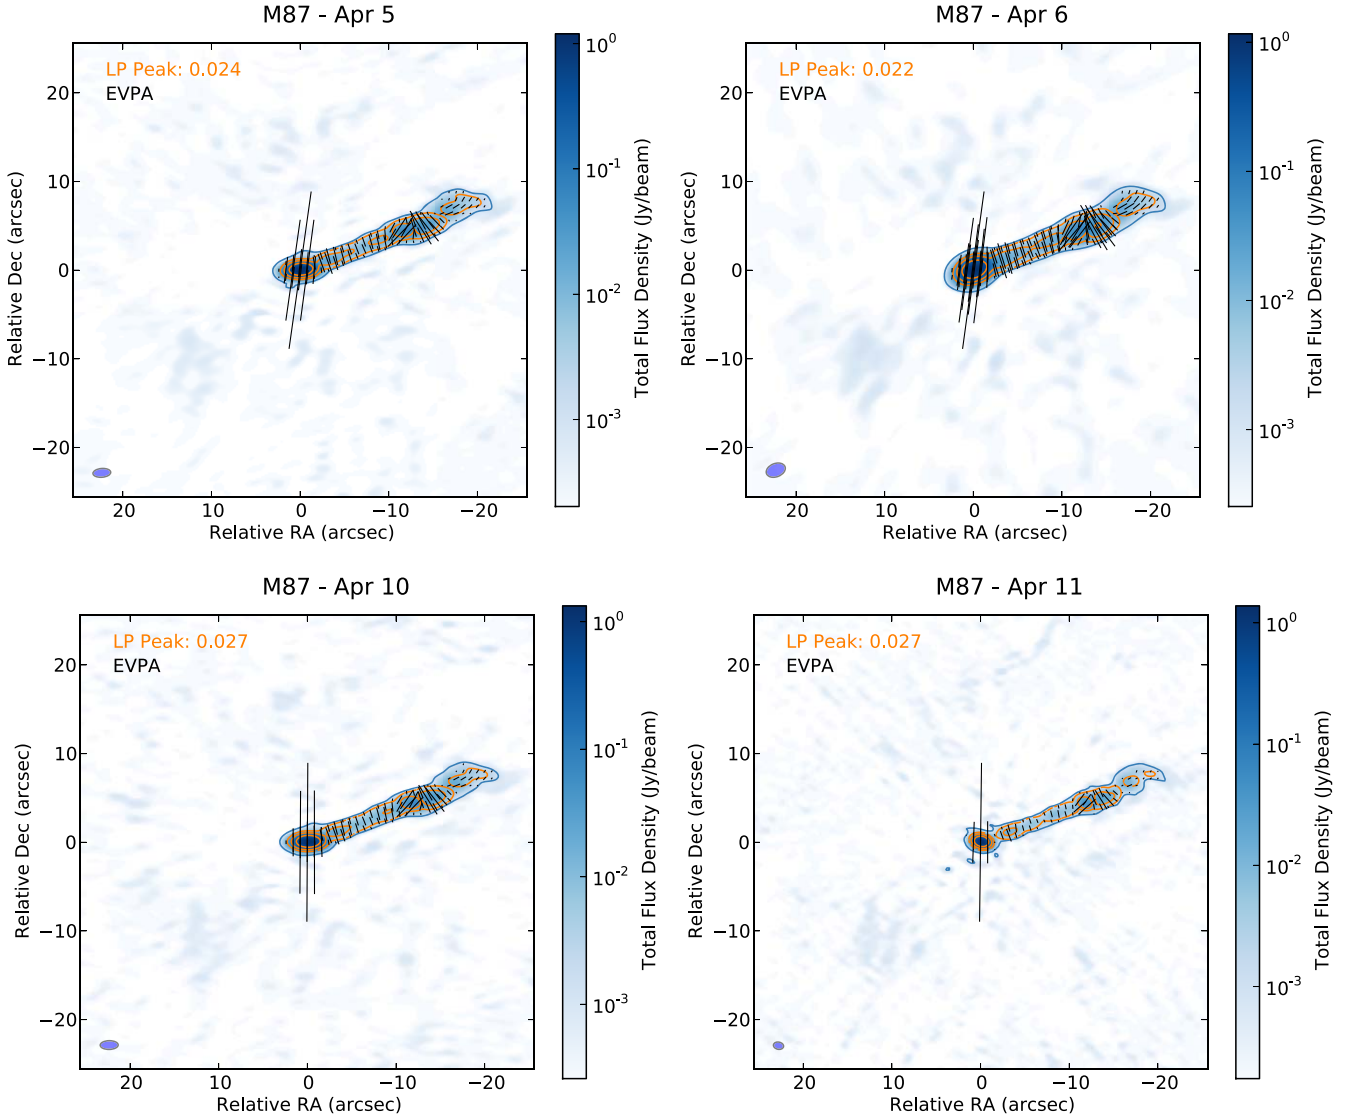 M87 - Apr 5
LP Peak: 0.024
EVPA
20
10
0
−10
−20
Relative Dec (arcsec)
20
10
0
−10
−20
Relative RA (arcsec)
10^0
10^-1
10^-2
10^-3
Total Flux Density (Jy/beam)
M87 - Apr 6
LP Peak: 0.022
EVPA
20
10
0
−10
−20
Relative Dec (arcsec)
20
10
0
−10
−20
Relative RA (arcsec)
10^0
10^-1
10^-2
10^-3
Total Flux Density (Jy/beam)
M87 - Apr 10
LP Peak: 0.027
EVPA
20
10
0
−10
−20
Relative Dec (arcsec)
20
10
0
−10
−20
Relative RA (arcsec)
10^0
10^-1
10^-2
10^-3
Total Flux Density (Jy/beam)
M87 - Apr 11
LP Peak: 0.027
EVPA
20
10
0
−10
−20
Relative Dec (arcsec)
20
10
0
−10
−20
Relative RA (arcsec)
10^0
10^-1
10^-2
10^-3
Total Flux Density (Jy/beam)